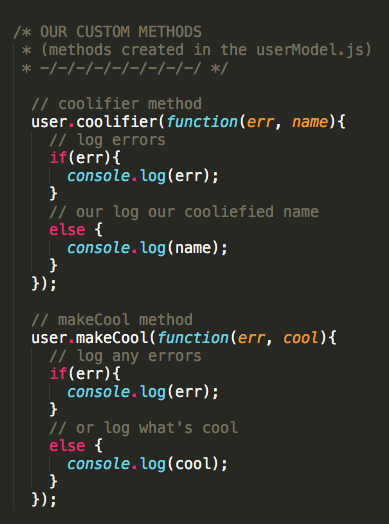 /* OUR CUSTOM METHODS
 * (methods created in the userModel.js)
 * -/-/-/-/-/-/-/-/-/ */
// coolifier method
user.coolifier(function(err, name){
  // log errors
  if(err){
    console.log(err);
  }
  // our log our cooliefied name
  else {
    console.log(name);
  }
});
// makeCool method
user.makeCool(function(err, cool){
  // log any errors
  if(err){
    console.log(err);
  }
  // or log what's cool
  else {
    console.log(cool);
  }
});